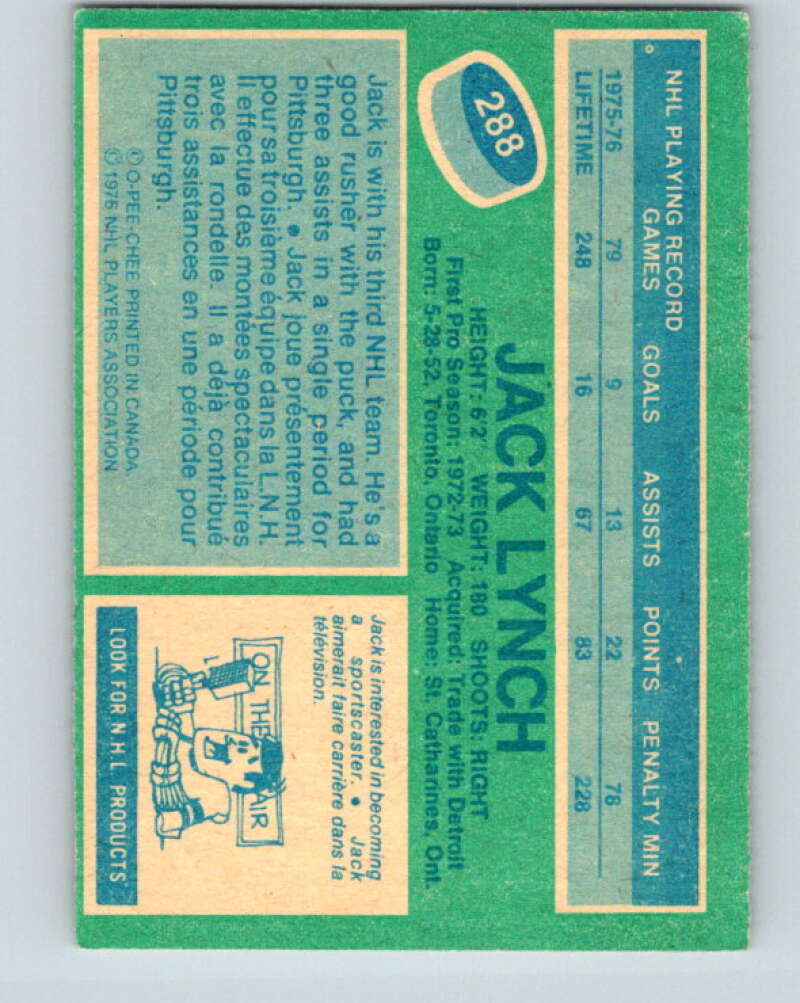 NHL PLAYING RECORD
GAMES GOALS ASSISTS POINTS PENALTY MIN
1975-76 79 9 13 22 78
LIFETIME 248 16 67 83 228
288
JACK LYNCH
HEIGHT: 6'2' WEIGHT: 180 SHOOTS: RIGHT
First Pro Season: 1972-73 Acquired: Trade with Detroit
Born: 5-28-52, Toronto, Ontario Home: St. Catharines, Ont.
Jack is with his third NHL team. He's a
good rusher with the puck, and had
three assists in a single period for
Pittsburgh. • Jack joue présentement
pour sa troisième équipe dans la L.N.H.
Il effectue des montées spectaculaires
avec la rondelle. Il a déjà contribué
trois assistances en une période pour
Pittsburgh.
© O-PEE-CHEE PRINTED IN CANADA
© 1976 NHL PLAYERS ASSOCIATION
Jack is interested in becoming
a sportscaster. • Jack
aimerait faire carrière dans la
télévision.
ON THE AIR
LOOK FOR N.H.L PRODUCTS